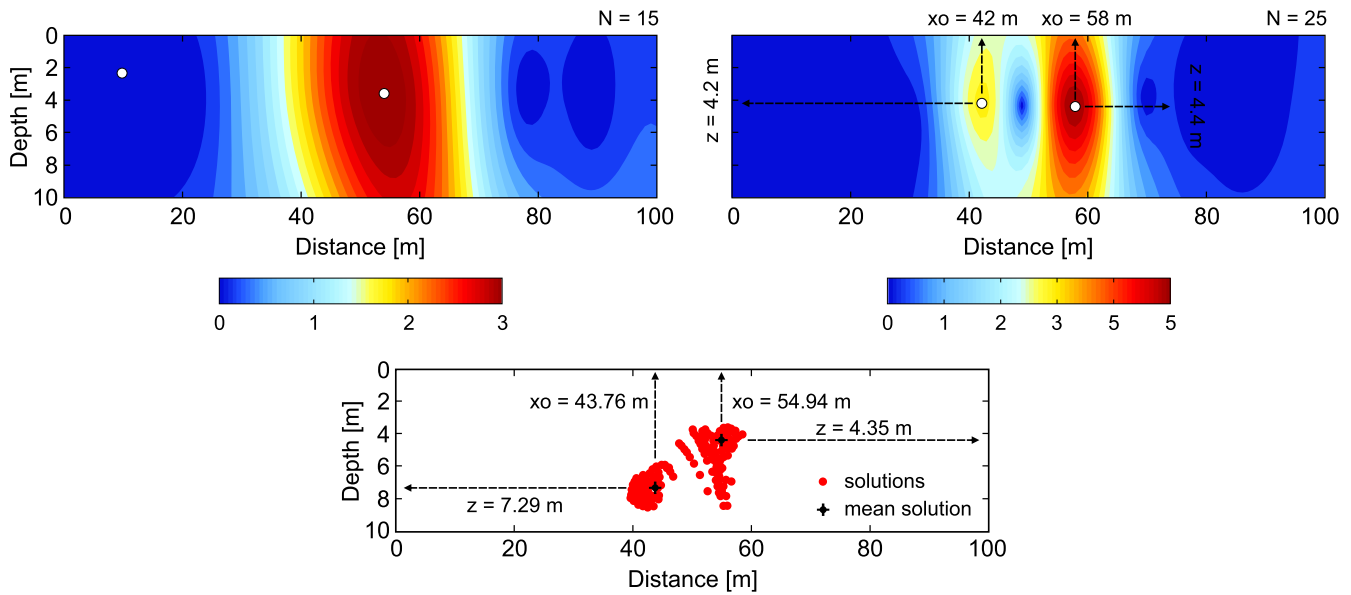 N = 15
0
2
4
6
8
10
Depth [m]
0 20 40 60 80 100
Distance [m]
0 1 2 3
xo = 42 m xo = 58 m N = 25
z = 4.2 m
z = 4.4 m
0 20 40 60 80 100
Distance [m]
0 1 2 3 5 5
0
2
4
6
8
10
Depth [m]
xo = 43.76 m xo = 54.94 m
z = 4.35 m
z = 7.29 m
solutions
mean solution
0 20 40 60 80 100
Distance [m]